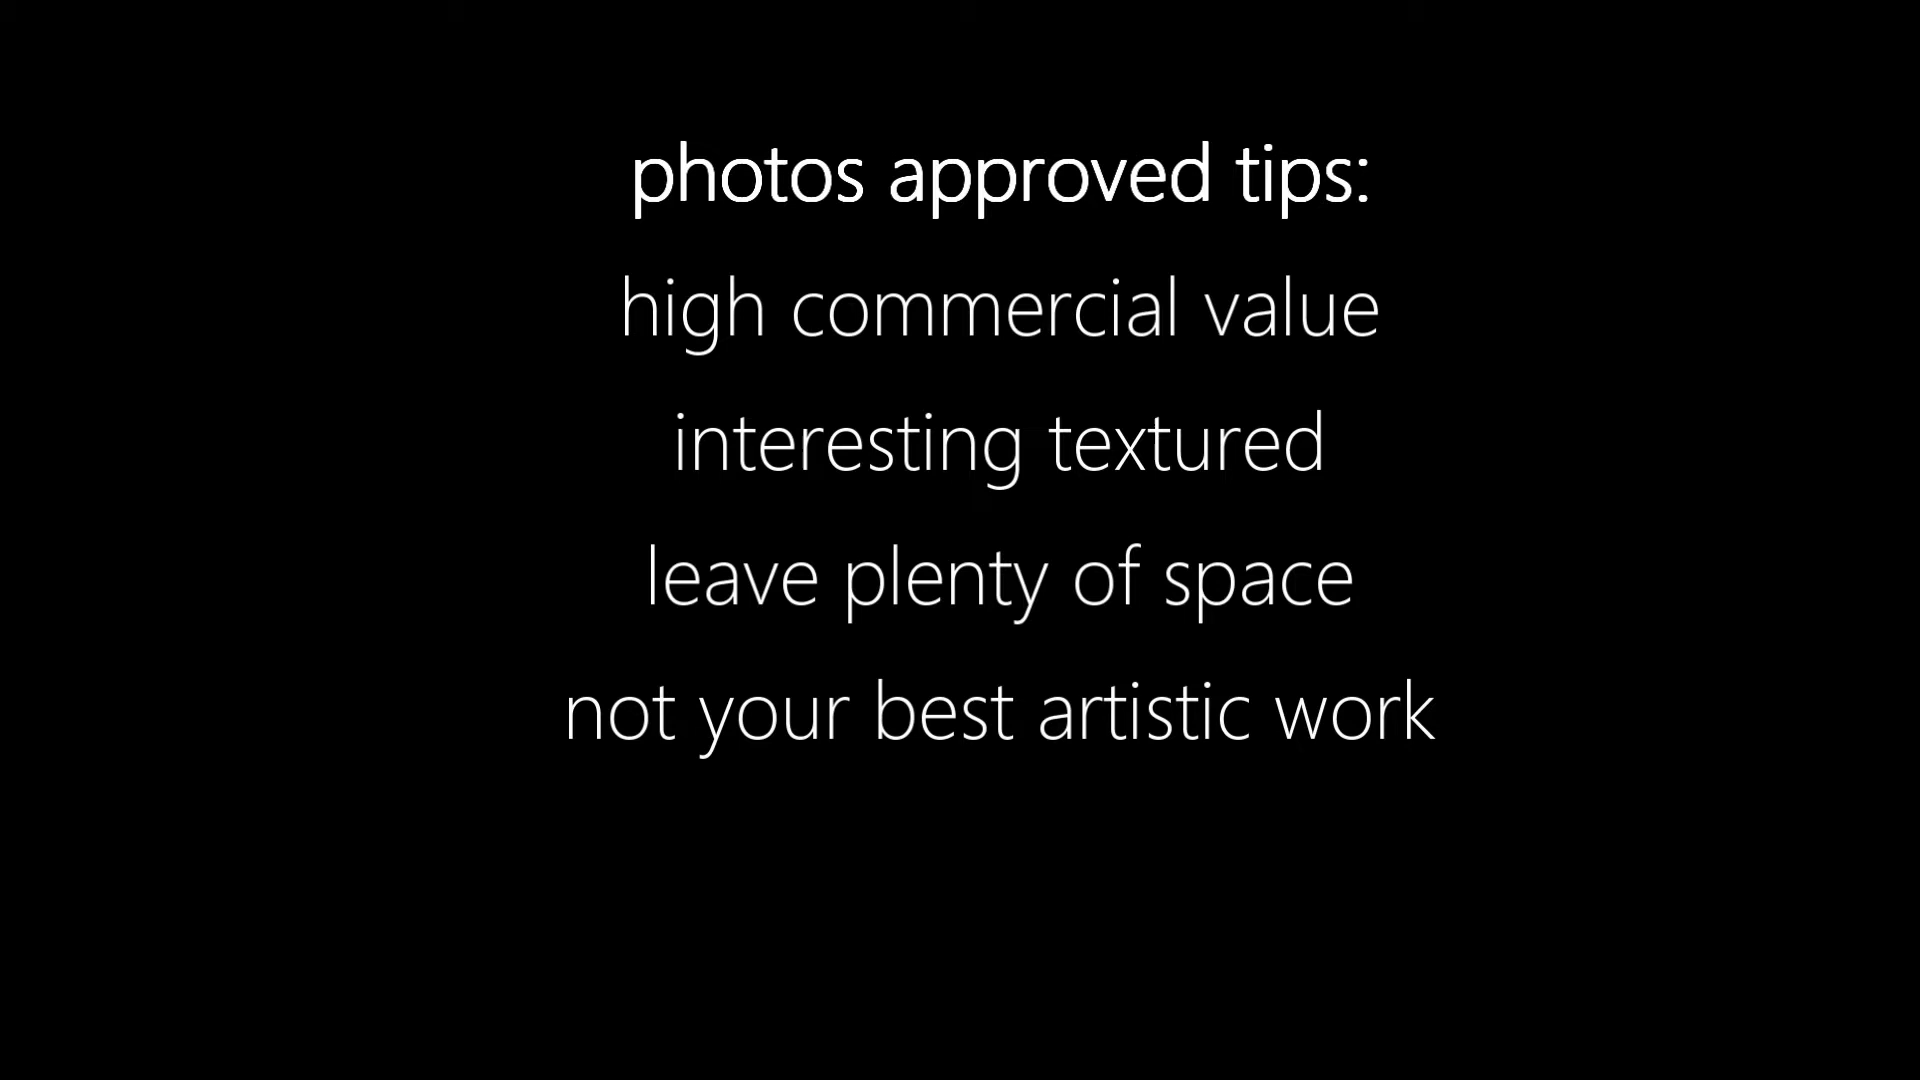 photos approved tips:
high commercial value
interesting textured
leave plenty of space
not your best artistic work